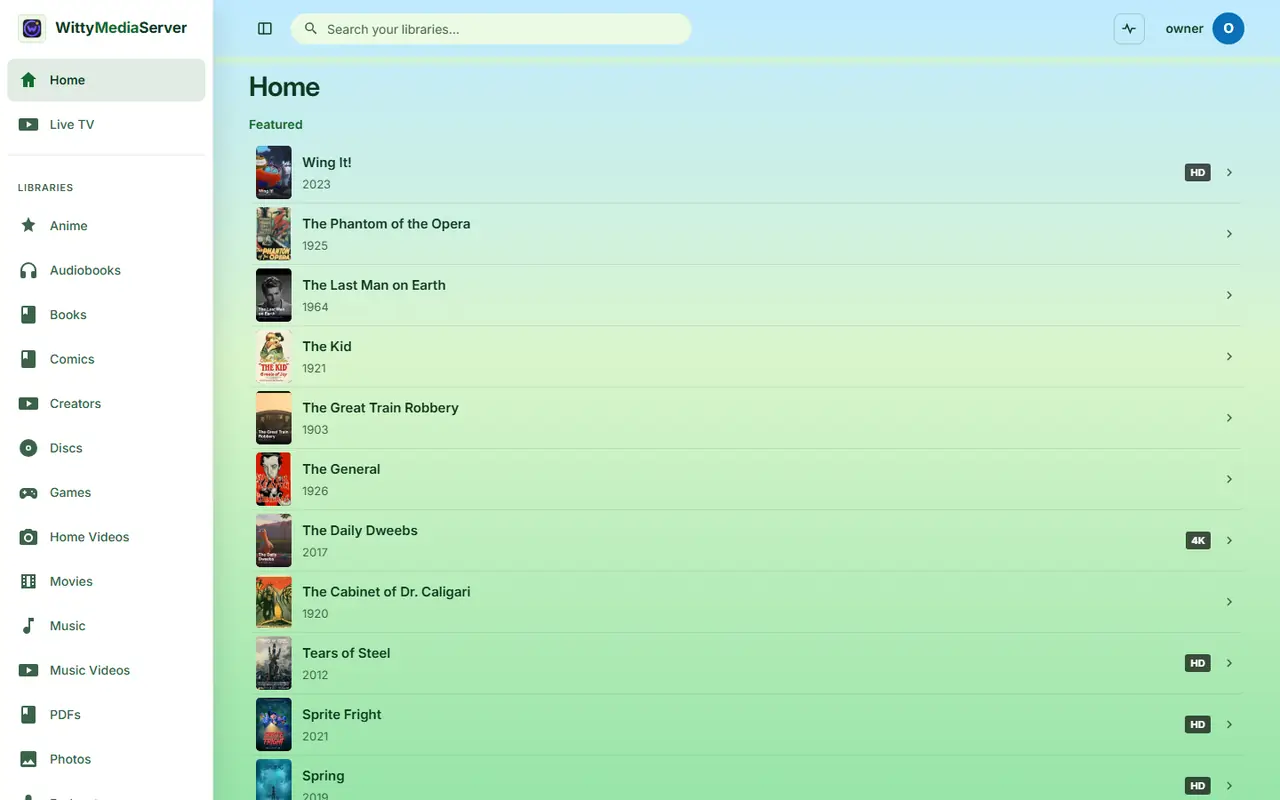 WittyMediaServer
Search your libraries...
owner
O
Home
Live TV
LIBRARIES
Anime
Audiobooks
Books
Comics
Creators
Discs
Games
Home Videos
Movies
Music
Music Videos
PDFs
Photos
Home
Featured
Wing It!
2023
HD
The Phantom of the Opera
1925
The Last Man on Earth
1964
The Kid
1921
The Great Train Robbery
1903
The General
1926
The Daily Dweebs
2017
4K
The Cabinet of Dr. Caligari
1920
Tears of Steel
2012
HD
Sprite Fright
2021
HD
Spring
2019
HD